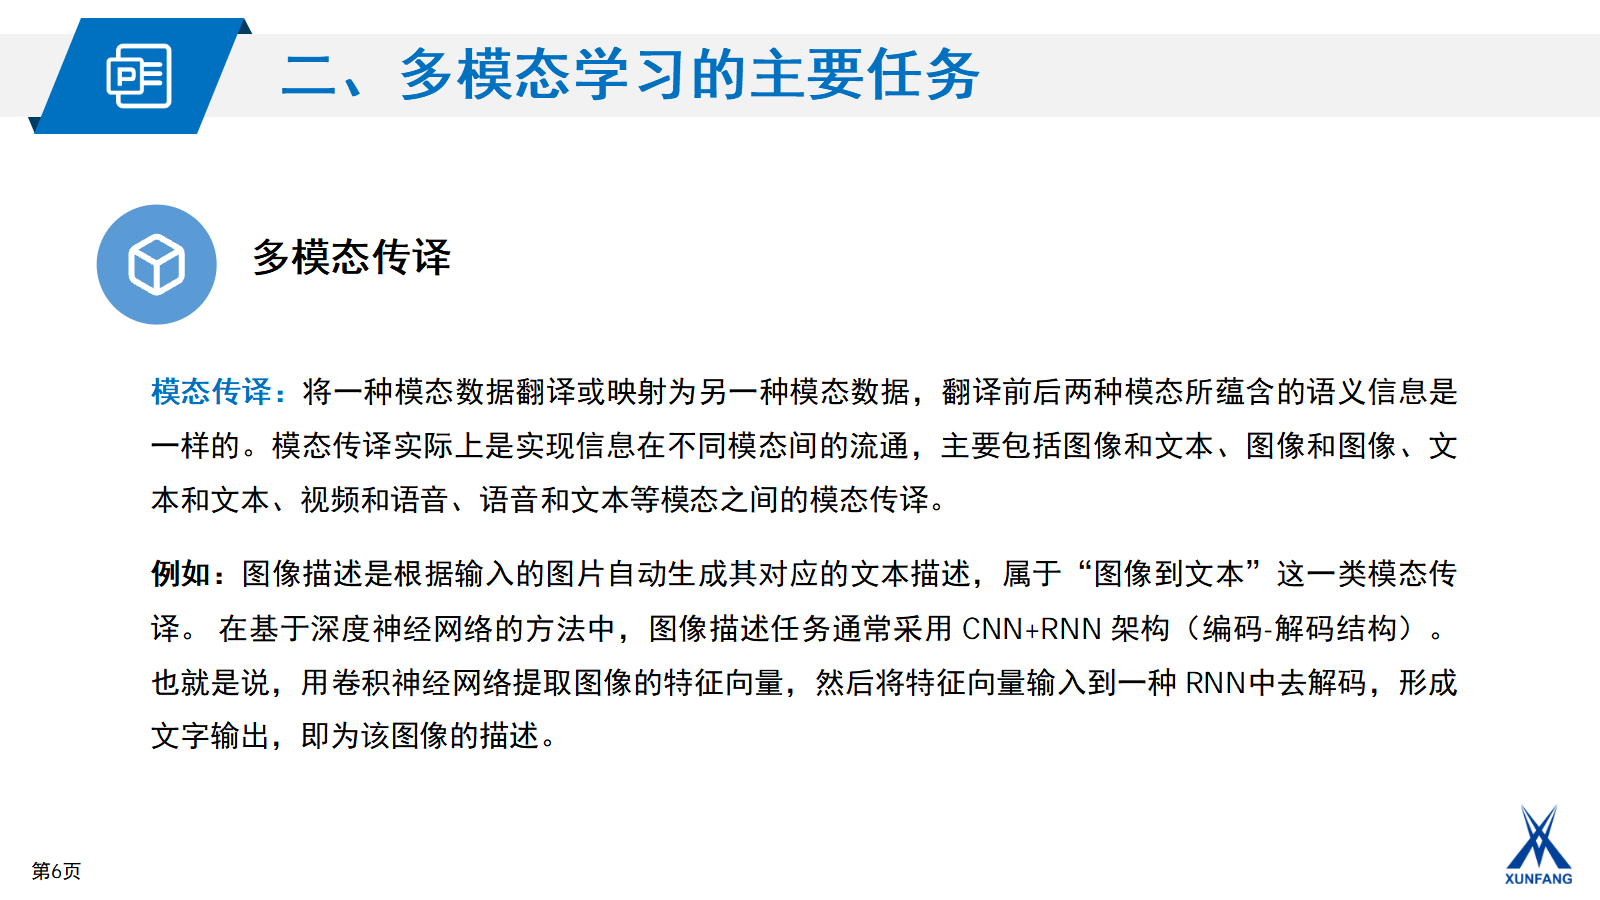 二、多模态学习的主要任务
多模态传译
模态传译：将一种模态数据翻译或映射为另一种模态数据，翻译前后两种模态所蕴含的语义信息是
一样的。模态传译实际上是实现信息在不同模态间的流通，主要包括图像和文本、图像和图像、文
本和文本、视频和语音、语音和文本等模态之间的模态传译。
例如：图像描述是根据输入的图片自动生成其对应的文本描述，属于“图像到文本”这一类模态传
译。 在基于深度神经网络的方法中，图像描述任务通常采用 CNN+RNN 架构（编码-解码结构）。
也就是说，用卷积神经网络提取图像的特征向量，然后将特征向量输入到一种 RNN中去解码，形成
文字输出，即为该图像的描述。
第6页
XUNFANG